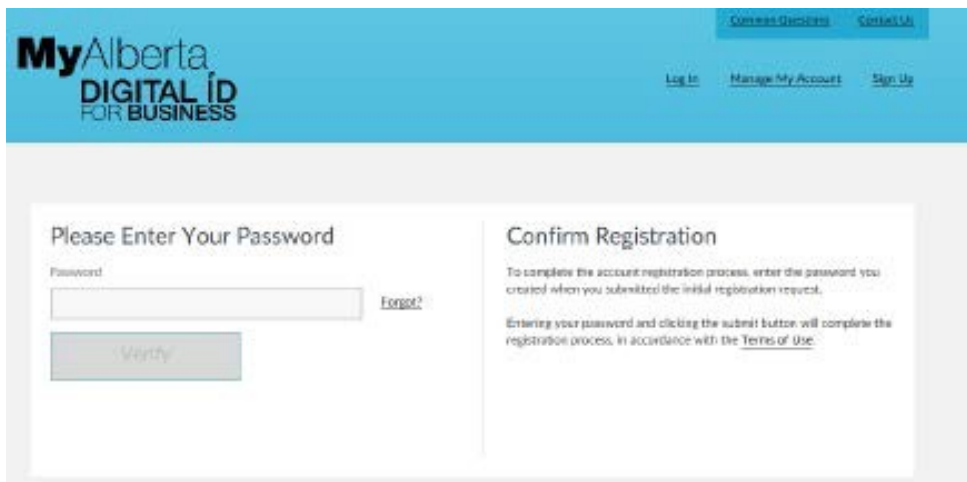 Common Questions Contact Us
MyAlberta
DIGITAL ID
FOR BUSINESS
Log In Manage My Account Sign Up
Please Enter Your Password
Password
Forgot?
Verify
Confirm Registration
To complete the account registration process, enter the password you
created when you submitted the initial registration request.
Entering your password and clicking the submit button will complete the
registration process, in accordance with the Terms of Use.